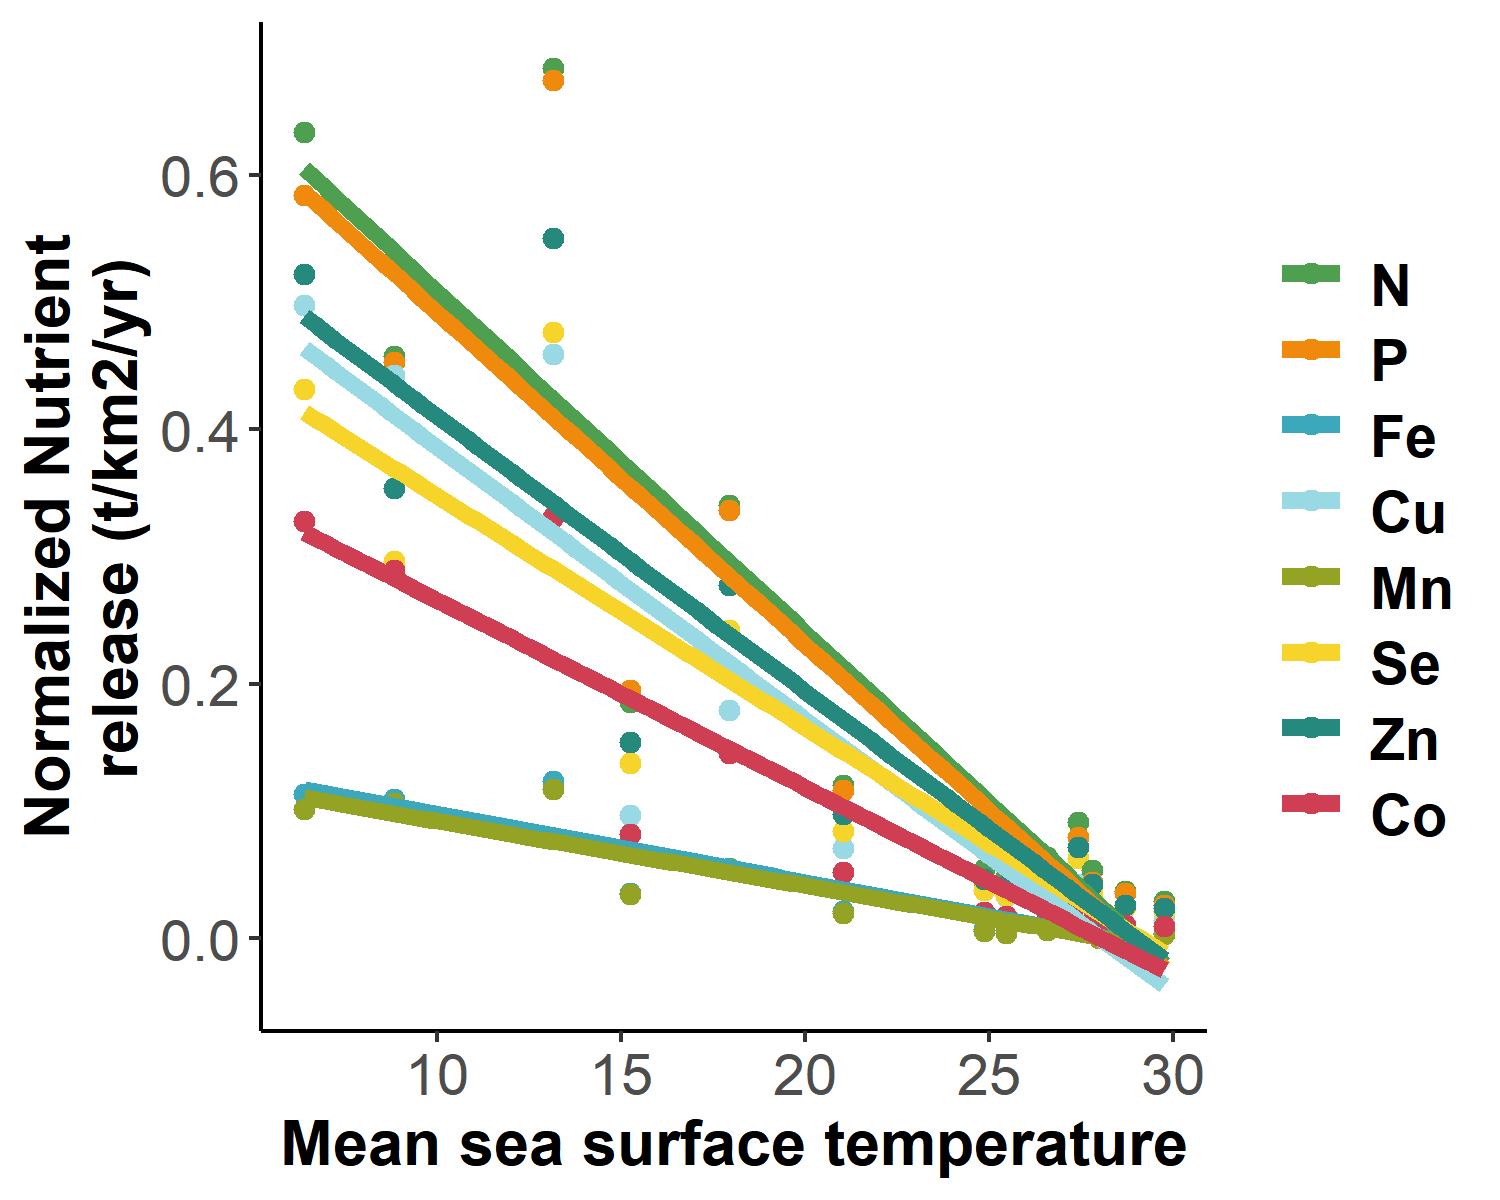 Normalized Nutrient
release (t/km2/yr)
0.6
0.4
0.2
0.0
10 15 20 25 30
Mean sea surface temperature
N
P
Fe
Cu
Mn
Se
Zn
Co